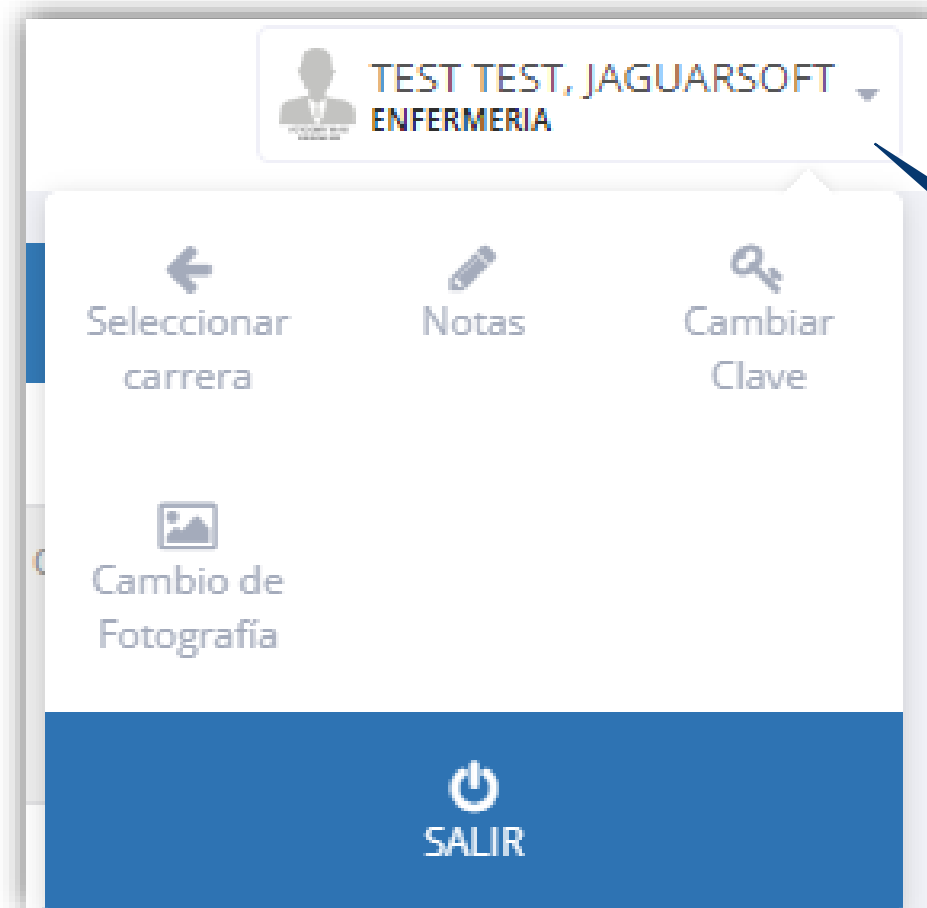 TEST TEST, JAGUARSOFT
ENFERMERIA
Seleccionar
carrera
Notas
Cambiar
Clave
Cambio de
Fotografía
SALIR